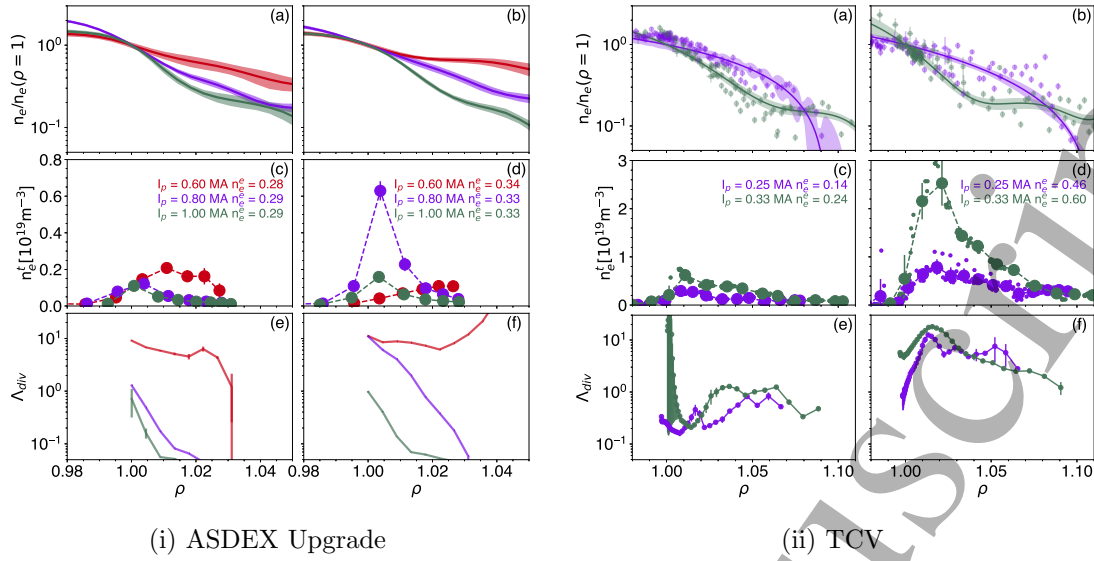 (a) (b) (a) (b)
n_e/n_e(ρ = 1) n_e/n_e(ρ = 1)
10^0 10^0
10^−1 10^−1
(c) (d) (c) (d)
I_p = 0.60 MA n_e^e = 0.28 I_p = 0.60 MA n_e^e = 0.34 I_p = 0.25 MA n_e^e = 0.14 I_p = 0.25 MA n_e^e = 0.46
I_p = 0.80 MA n_e^e = 0.29 I_p = 0.80 MA n_e^e = 0.33 I_p = 0.33 MA n_e^e = 0.24 I_p = 0.33 MA n_e^e = 0.60
I_p = 1.00 MA n_e^e = 0.29 I_p = 1.00 MA n_e^e = 0.33
n_e^t[10^19m^−3] n_e^t[10^19m^−3]
0.8 3
0.6 2
0.4
0.2 1
0.0 0
(e) (f) (e) (f)
Λ_div Λ_div
10^1 10^1
10^0 10^0
10^−1 10^−1
0.98 1.00 1.02 0.98 1.00 1.02 1.04 1.00 1.05 1.00 1.05 1.10
ρ ρ ρ ρ
(i) ASDEX Upgrade (ii) TCV